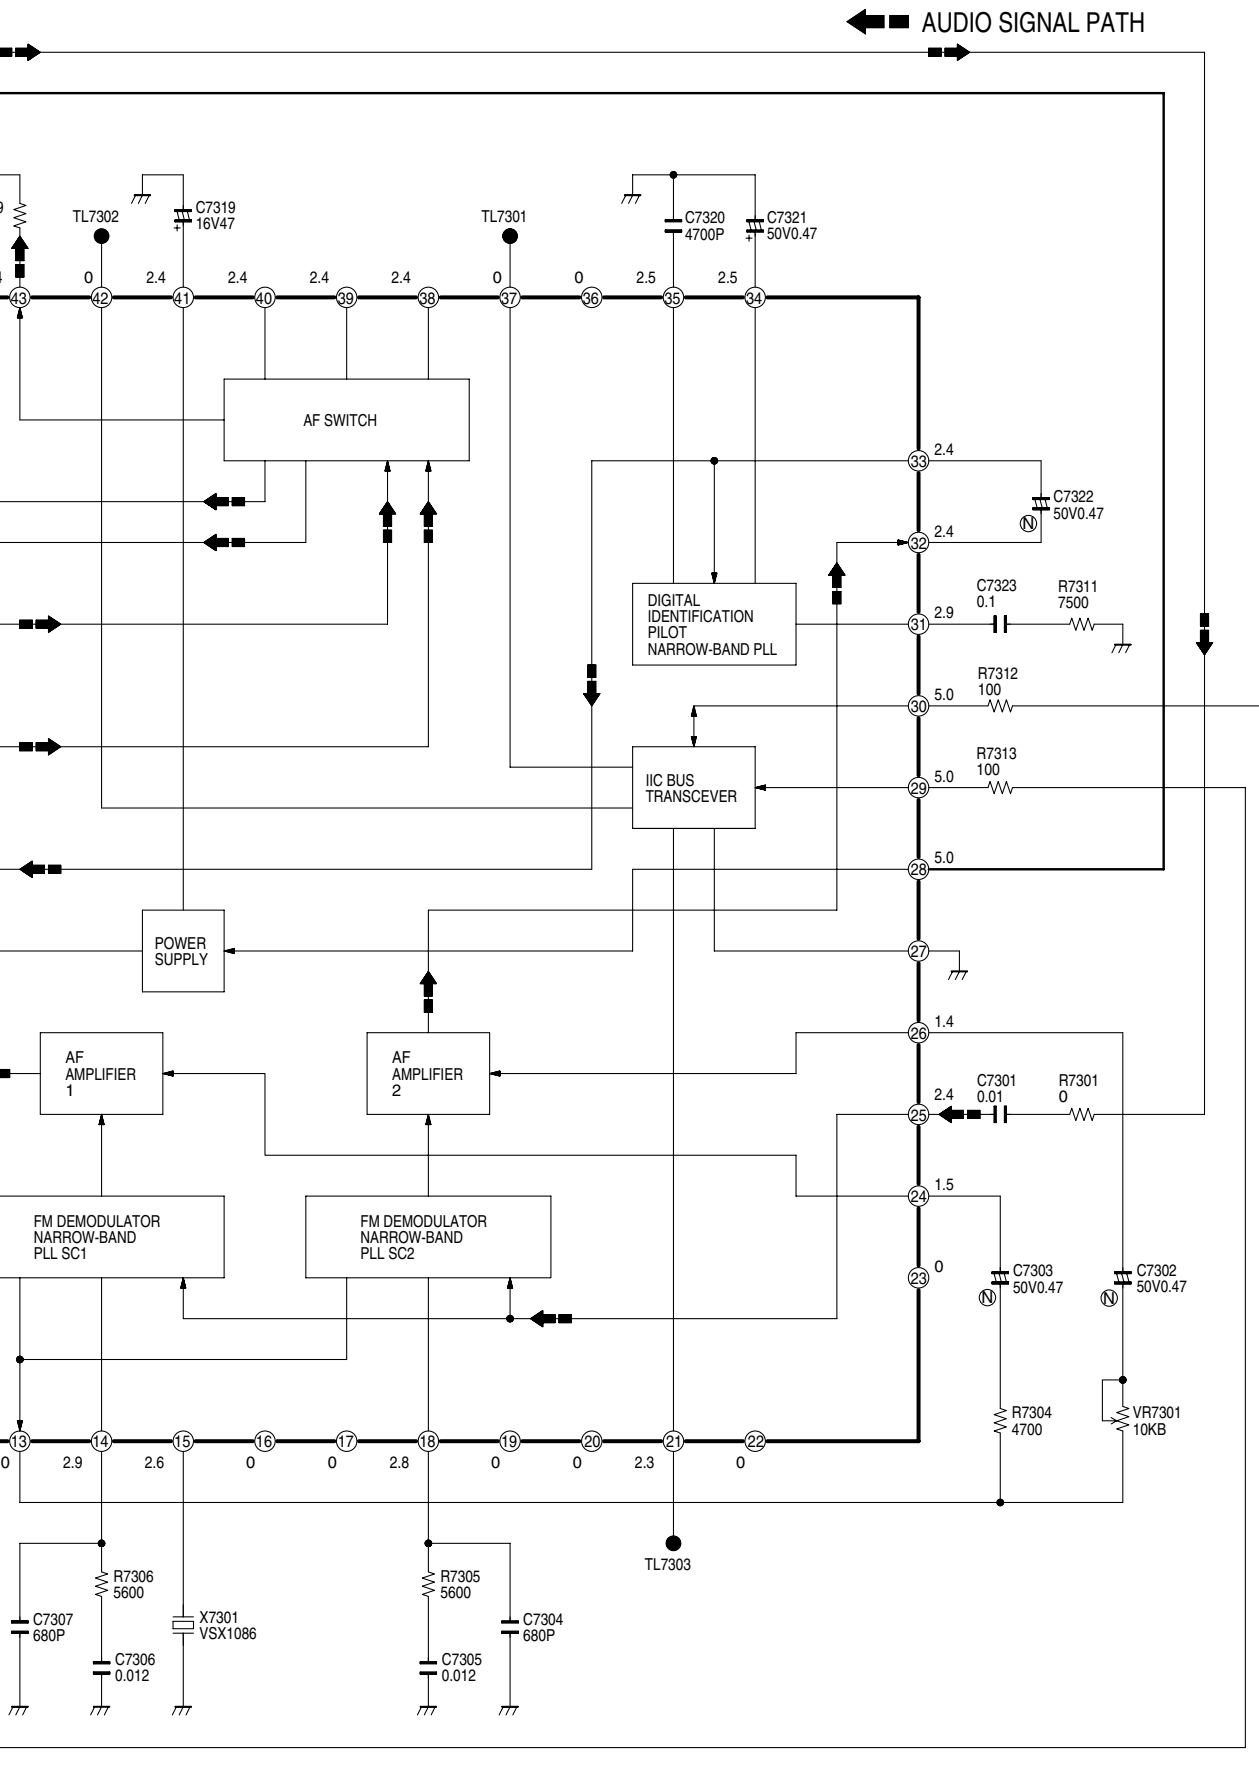 AUDIO SIGNAL PATH
9
TL7302
C7319
16V47
TL7301
C7320
4700P
C7321
50V0.47
0
2.4
2.4
2.4
2.4
0
0
2.5
2.5
43
42
41
40
39
38
37
36
35
34
AF SWITCH
33
2.4
C7322
50V0.47
N
32
2.4
DIGITAL
IDENTIFICATION
PILOT
NARROW-BAND PLL
31
2.9
C7323
0.1
R7311
7500
R7312
100
30
5.0
R7313
100
IIC BUS
TRANSCEVER
29
5.0
28
5.0
POWER
SUPPLY
27
26
1.4
AF
AMPLIFIER
1
AF
AMPLIFIER
2
C7301
0.01
R7301
0
25
2.4
24
1.5
FM DEMODULATOR
NARROW-BAND
PLL SC1
FM DEMODULATOR
NARROW-BAND
PLL SC2
23
0
C7303
50V0.47
N
C7302
50V0.47
N
R7304
4700
VR7301
10KB
13
14
15
16
17
18
19
20
21
22
0
2.9
2.6
0
0
2.8
0
0
2.3
0
TL7303
R7306
5600
R7305
5600
C7307
680P
X7301
VSX1086
C7304
680P
C7306
0.012
C7305
0.012